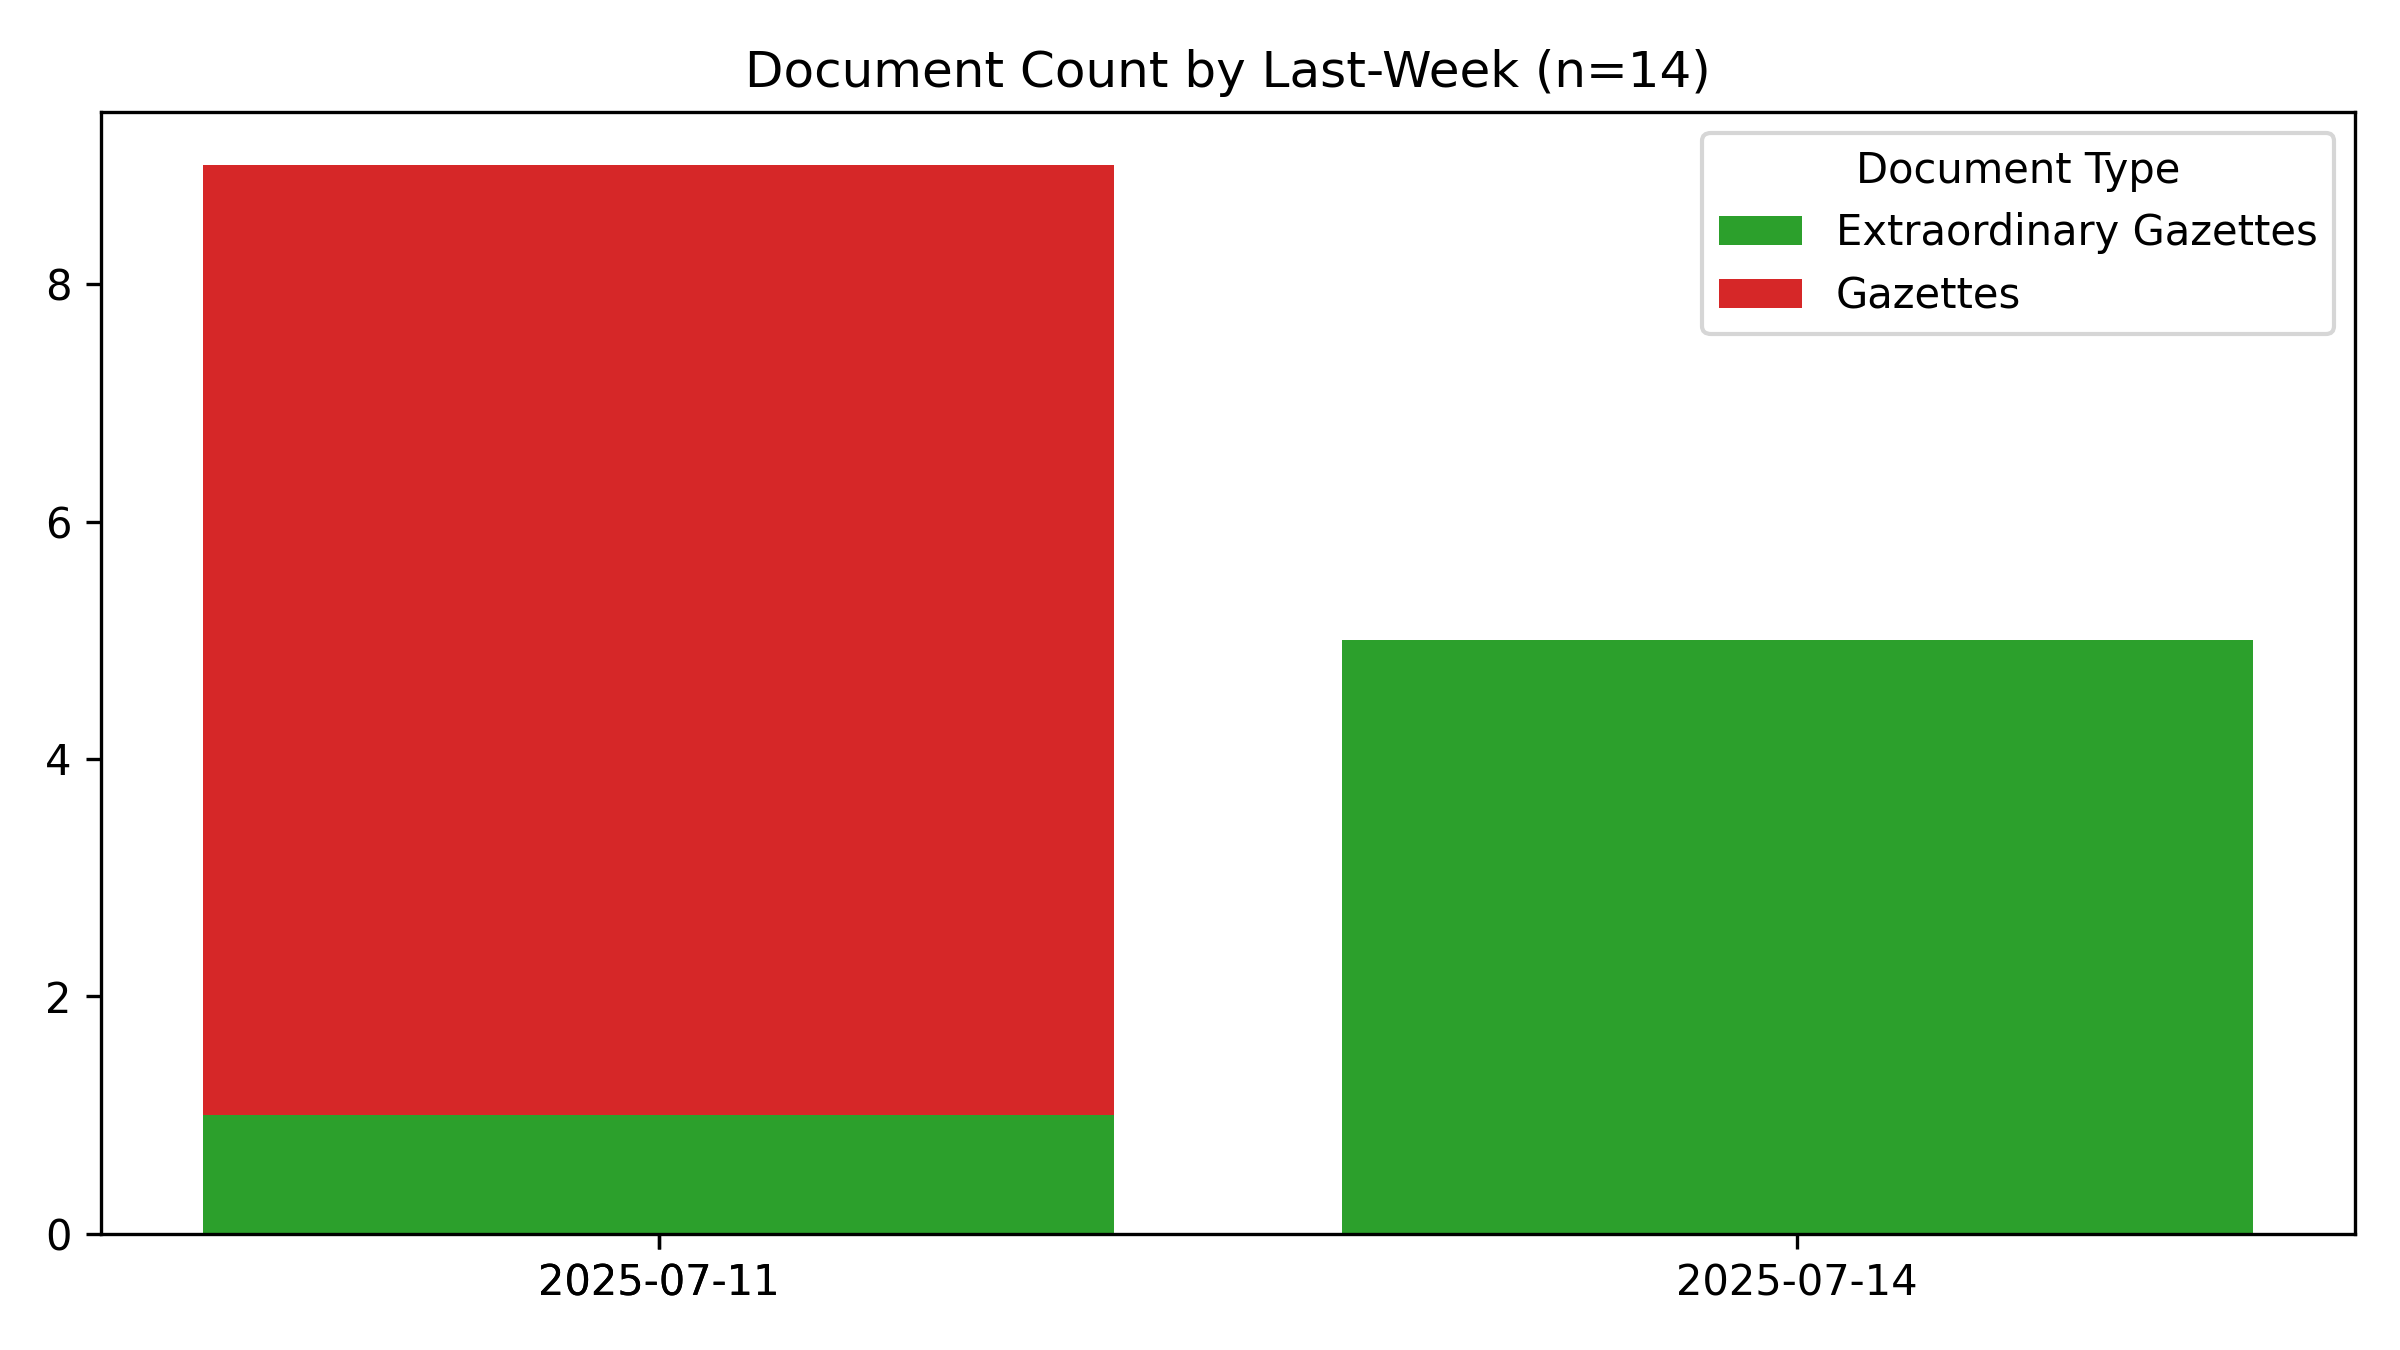 Document Count by Last-Week (n=14)
Document Type
Extraordinary Gazettes
Gazettes
8
6
4
2
0
2025-07-11
2025-07-14